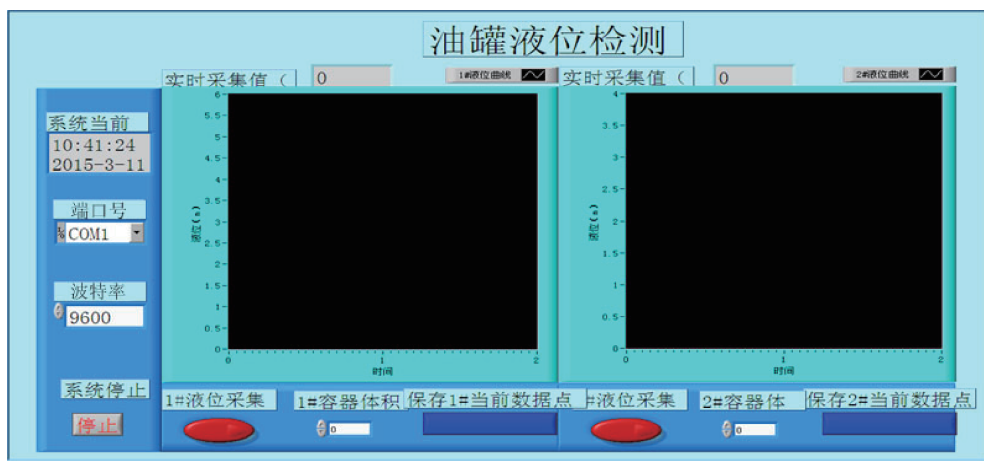 油罐液位检测
实时采集值（
0
1#液位曲线
实时采集值（
0
2#液位曲线
系统当前
10:41:24
2015-3-11
端口号
COM1
波特率
9600
系统停止
停止
6
5.5
5
4.5
4
3.5
3
2.5
2
1.5
1
0.5
0
液位(m)
0
1
2
时间
4
3.5
3
2.5
2
1.5
1
0.5
0
液位(m)
0
1
2
时间
1#液位采集
1#容器体积
0
保存1#当前数据点
#液位采集
2#容器体
0
保存2#当前数据点